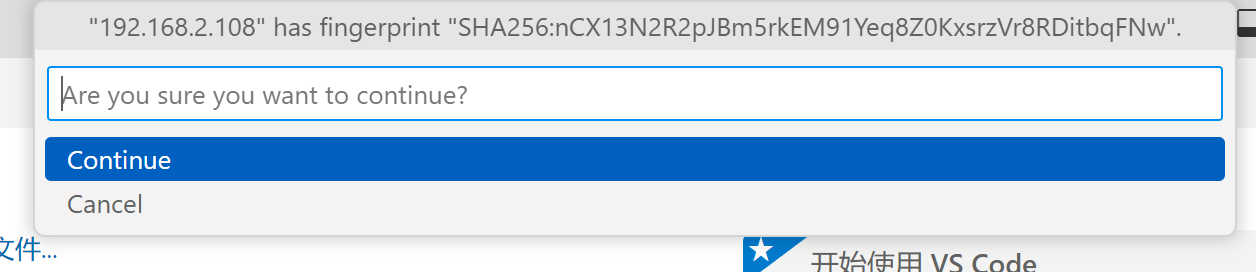 "192.168.2.108" has fingerprint "SHA256:nCX13N2R2pJBm5rkEM91Yeq8Z0KxsrzVr8RDitbqFNw".
Are you sure you want to continue?
Continue
Cancel
文件...
开始使用 VS Code